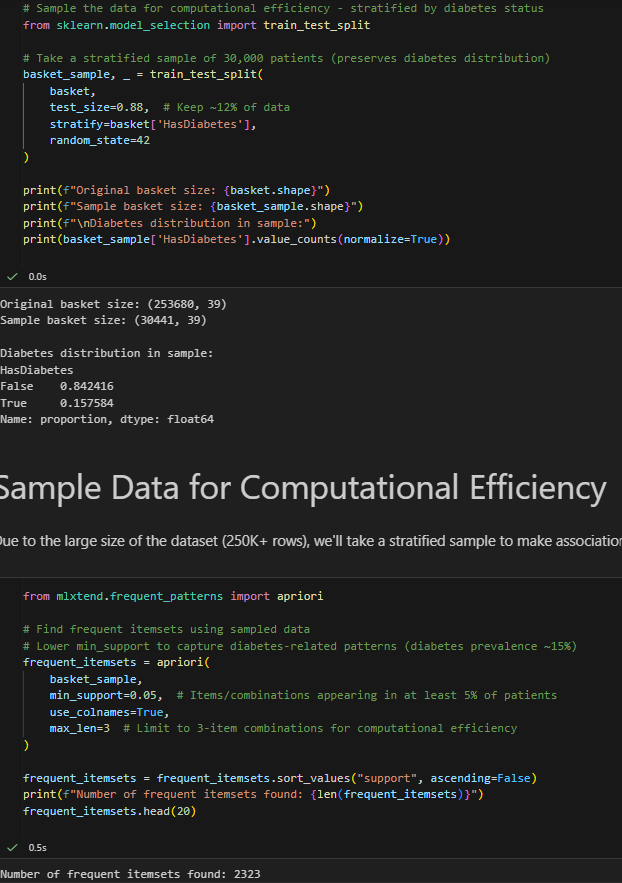 # Sample the data for computational efficiency - stratified by diabetes status
from sklearn.model_selection import train_test_split
# Take a stratified sample of 30,000 patients (preserves diabetes distribution)
basket_sample, _ = train_test_split(
    basket,
    test_size=0.88,  # Keep ~12% of data
    stratify=basket['HasDiabetes'],
    random_state=42
)
print(f"Original basket size: {basket.shape}")
print(f"Sample basket size: {basket_sample.shape}")
print(f"\nDiabetes distribution in sample:")
print(basket_sample['HasDiabetes'].value_counts(normalize=True))
0.0s
Original basket size: (253680, 39)
Sample basket size: (30441, 39)
Diabetes distribution in sample:
HasDiabetes
False    0.842416
True     0.157584
Name: proportion, dtype: float64
Sample Data for Computational Efficiency
Due to the large size of the dataset (250K+ rows), we'll take a stratified sample to make association
from mlxtend.frequent_patterns import apriori
# Find frequent itemsets using sampled data
# Lower min_support to capture diabetes-related patterns (diabetes prevalence ~15%)
frequent_itemsets = apriori(
    basket_sample,
    min_support=0.05,  # Items/combinations appearing in at least 5% of patients
    use_colnames=True,
    max_len=3  # Limit to 3-item combinations for computational efficiency
)
frequent_itemsets = frequent_itemsets.sort_values("support", ascending=False)
print(f"Number of frequent itemsets found: {len(frequent_itemsets)}")
frequent_itemsets.head(20)
0.5s
Number of frequent itemsets found: 2323